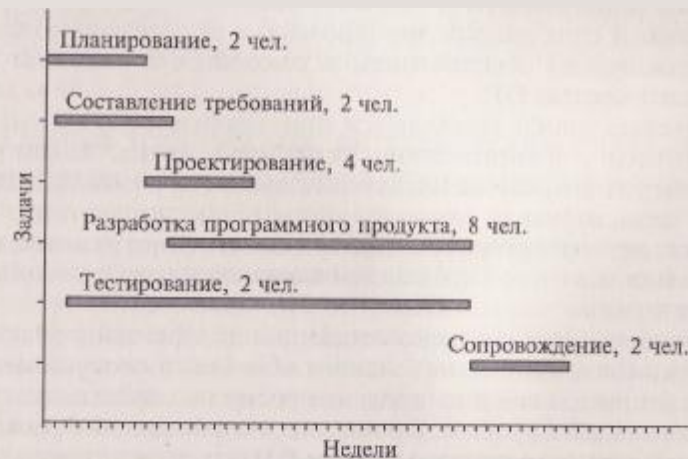 Планирование, 2 чел.
Составление требований, 2 чел.
Проектирование, 4 чел.
Разработка программного продукта, 8 чел.
Тестирование, 2 чел.
Сопровождение, 2 чел.
Задачи
Недели